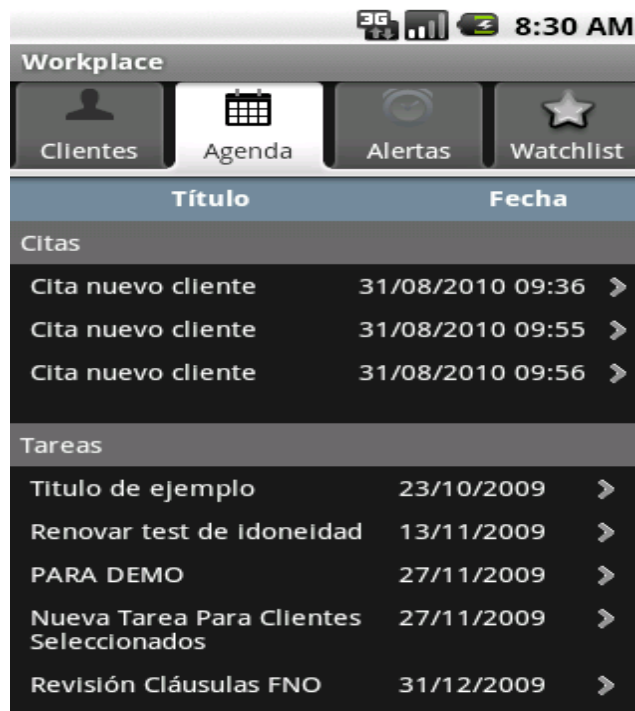 3G 8:30 AM
Workplace
Clientes Agenda Alertas Watchlist
Título Fecha
Citas
Cita nuevo cliente 31/08/2010 09:36
Cita nuevo cliente 31/08/2010 09:55
Cita nuevo cliente 31/08/2010 09:56
Tareas
Titulo de ejemplo 23/10/2009
Renovar test de idoneidad 13/11/2009
PARA DEMO 27/11/2009
Nueva Tarea Para Clientes 27/11/2009
Seleccionados
Revisión Cláusulas FNO 31/12/2009